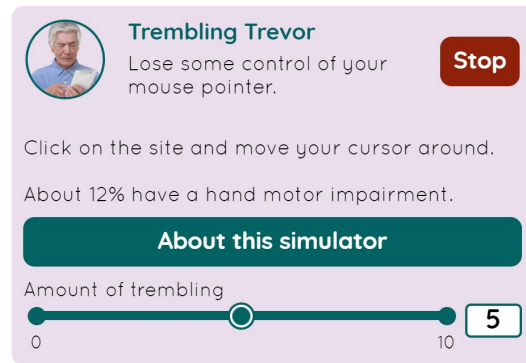 Trembling Trevor
Lose some control of your
mouse pointer.
Stop
Click on the site and move your cursor around.
About 12% have a hand motor impairment.
About this simulator
Amount of trembling
5
0
10